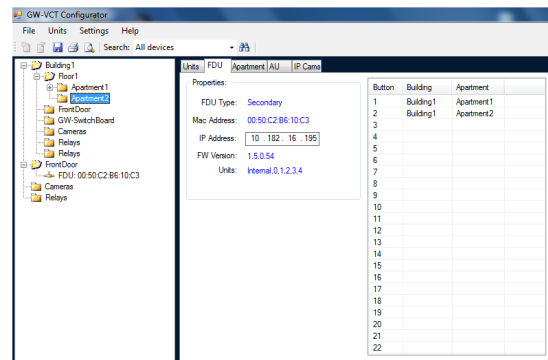 GW-VCT Configurator
File Units Settings Help
Search: All devices
Building1
Floor1
Apartment1
Apartment2
FrontDoor
GW-SwitchBoard
Cameras
Relays
Relays
FrontDoor
FDU: 00:50:C2:B6:10:C3
Cameras
Relays
Units FDU Apartment AU IP Cams
Properties:
FDU Type: Secondary
Mac Address: 00:50:C2:B6:10:C3
IP Address: 10 . 182 . 16 . 195
FW Version: 1.5.0.54
Units: Internal,0,1,2,3,4
Button Building Apartment
1 Building1 Apartment1
2 Building1 Apartment2
3
4
5
6
7
8
9
10
11
12
13
14
15
16
17
18
19
20
21
22